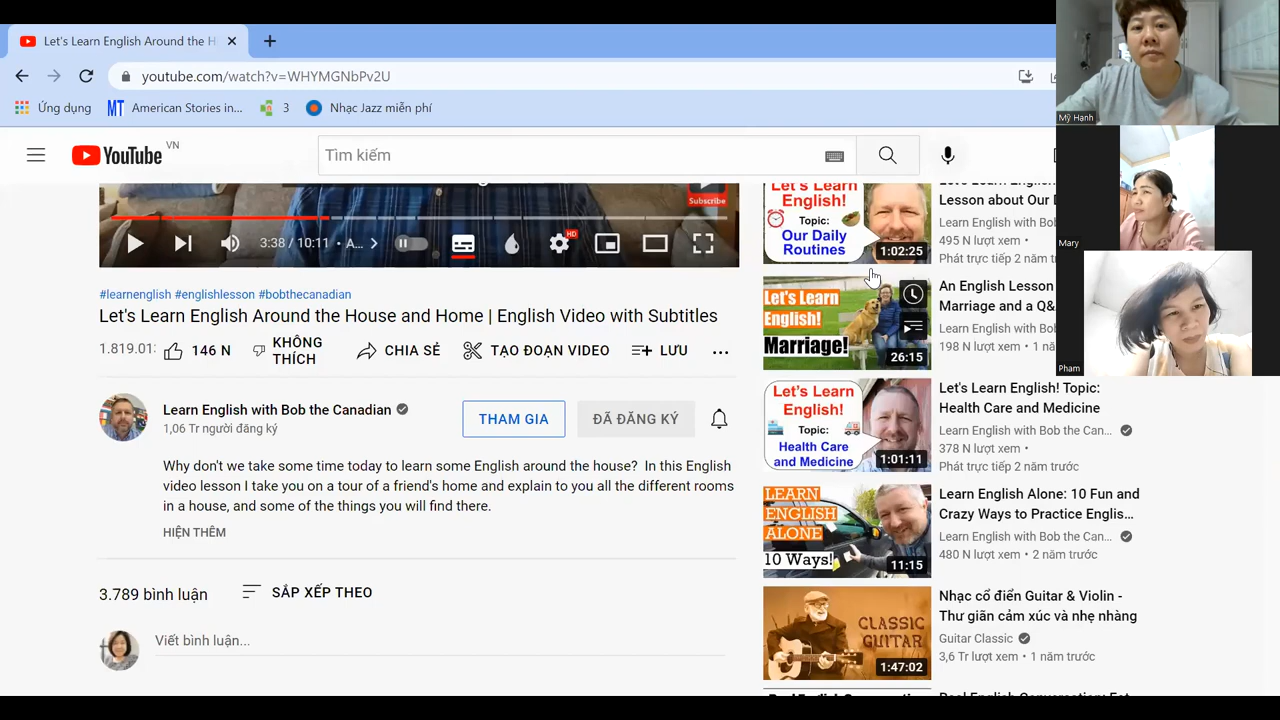 Let's Learn English Around the H
youtube.com/watch?v=WHYMGNbPv2U
Ứng dụng
MT American Stories in...
3
Nhạc Jazz miễn phí
YouTube VN
Tìm kiếm
Subscribe
3:38 / 10:11 • A...
HD
#learnenglish #englishlesson #bobthecanadian
Let's Learn English Around the House and Home | English Video with Subtitles
1.819.01
146 N
KHÔNG THÍCH
CHIA SẺ
TẠO ĐOẠN VIDEO
LƯU
Learn English with Bob the Canadian
1,06 Tr người đăng ký
THAM GIA
ĐÃ ĐĂNG KÝ
Why don't we take some time today to learn some English around the house? In this English
video lesson I take you on a tour of a friend's home and explain to you all the different rooms
in a house, and some of the things you will find there.
HIỆN THÊM
3.789 bình luận
SẮP XẾP THEO
Viết bình luận...
Let's Learn
English!
Topic:
Our Daily
Routines
1:02:25
Lesson about Our D
Learn English with Bob
495 N lượt xem •
Phát trực tiếp 2 năm
Let's Learn
English!
Marriage!
26:15
An English Lesson
Marriage and a Q&
Learn English with Bob
198 N lượt xem • 1 nă
Let's Learn
English!
Topic:
Health Care
and Medicine
1:01:11
Let's Learn English! Topic:
Health Care and Medicine
Learn English with Bob the Can...
378 N lượt xem •
Phát trực tiếp 2 năm trước
LEARN
ENGLISH
ALONE
10 Ways!
11:15
Learn English Alone: 10 Fun and
Crazy Ways to Practice Englis...
Learn English with Bob the Can...
480 N lượt xem • 2 năm trước
CLASSIC
GUITAR
1:47:02
Nhạc cổ điển Guitar & Violin -
Thư giãn cảm xúc và nhẹ nhàng
Guitar Classic
3,6 Tr lượt xem • 1 năm trước
Mỹ Hạnh
Mary
Pham